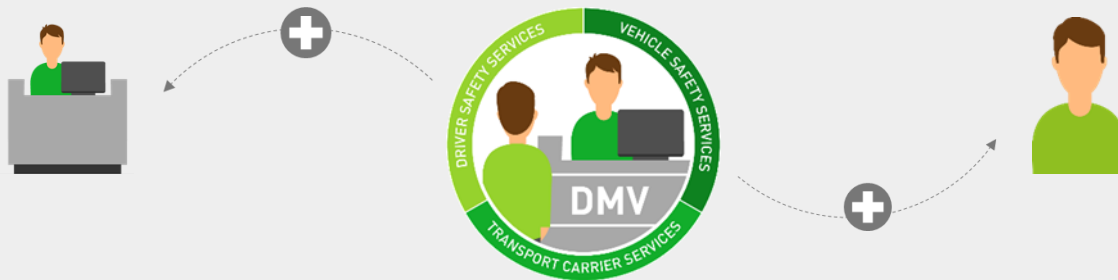 DRIVER SAFETY SERVICES
VEHICLE SAFETY SERVICES
DMV
TRANSPORT CARRIER SERVICES